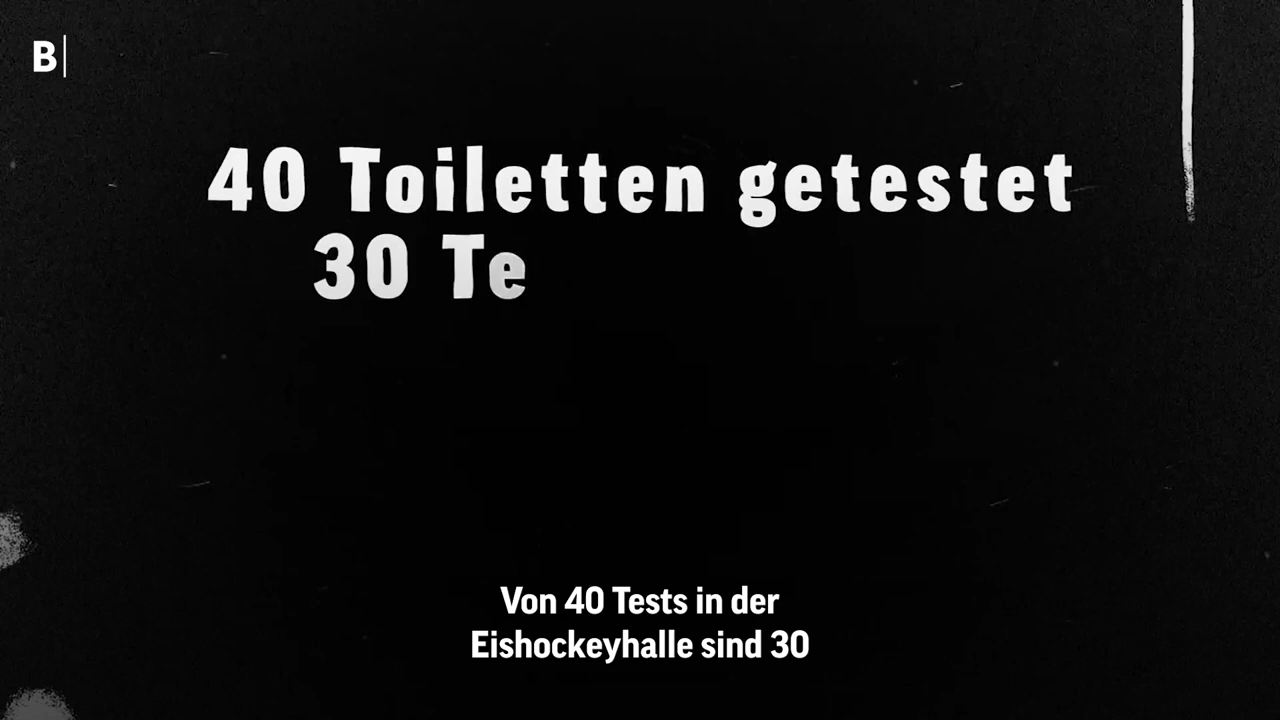 B|
40 Toiletten getestet
30 Te
Von 40 Tests in der
Eishockeyhalle sind 30